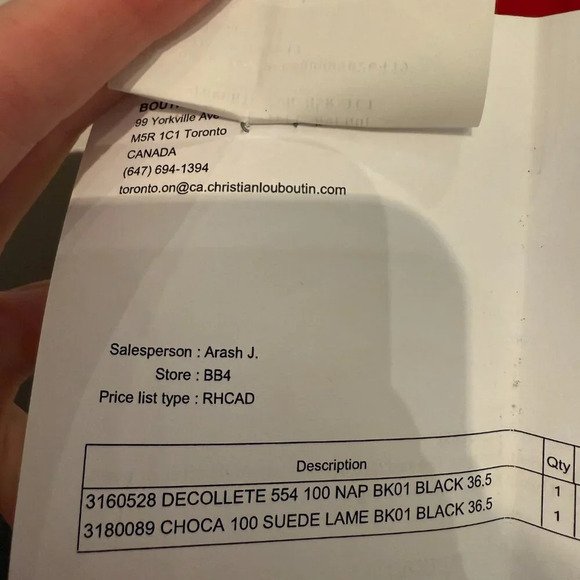 99 Yorkville
M5R 1C1 Toronto
CANADA
(647) 694-1394
toronto.on@ca.christianlouboutin.com
Salesperson : Arash J.
Store : BB4
Price list type : RHCAD
Description Qty
3160528 DECOLLETE 554 100 NAP BK01 BLACK 36.5 1
3180089 CHOCA 100 SUEDE LAME BK01 BLACK 36.5 1